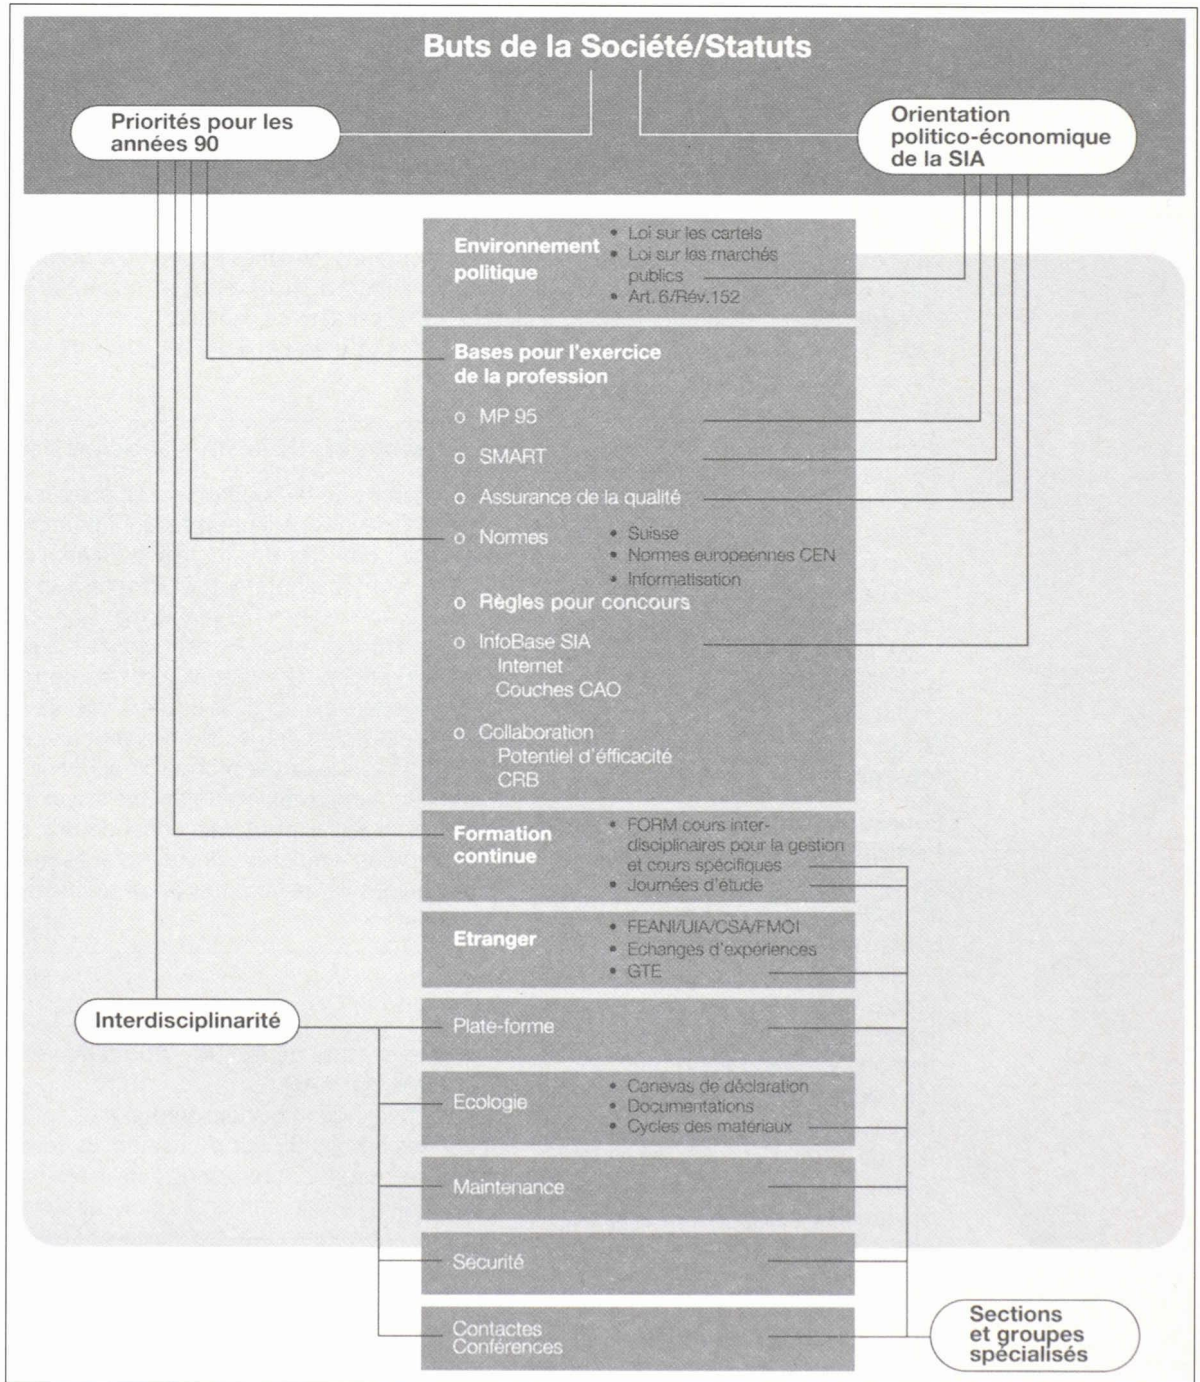 Buts de la Société/Statuts
Priorités pour les
années 90
Orientation
politico-économique
de la SIA
Environnement
politique
• Loi sur les cartels
• Loi sur les marchés
publics
• Art. 6/Rév.152
Bases pour l'exercice
de la profession
o MP 95
o SMART
o Assurance de la qualité
o Normes
• Suisse
• Normes européennes CEN
• Informatisation
o Règles pour concours
o InfoBase SIA
Internet
Couches CAO
o Collaboration
Potentiel d'éfficacité
CRB
Formation
continue
• FORM cours inter-
disciplinaires pour la gestion
et cours spécifiques
• Journées d'étude
Etranger
• FEANI/UIA/CSA/FMOI
• Echanges d'expériences
• GTE
Interdisciplinarité
Plate-forme
Ecologie
• Canevas de déclaration
• Documentations
• Cycles des matériaux
Maintenance
Sécurité
Contactes
Conférences
Sections
et groupes
spécialisés